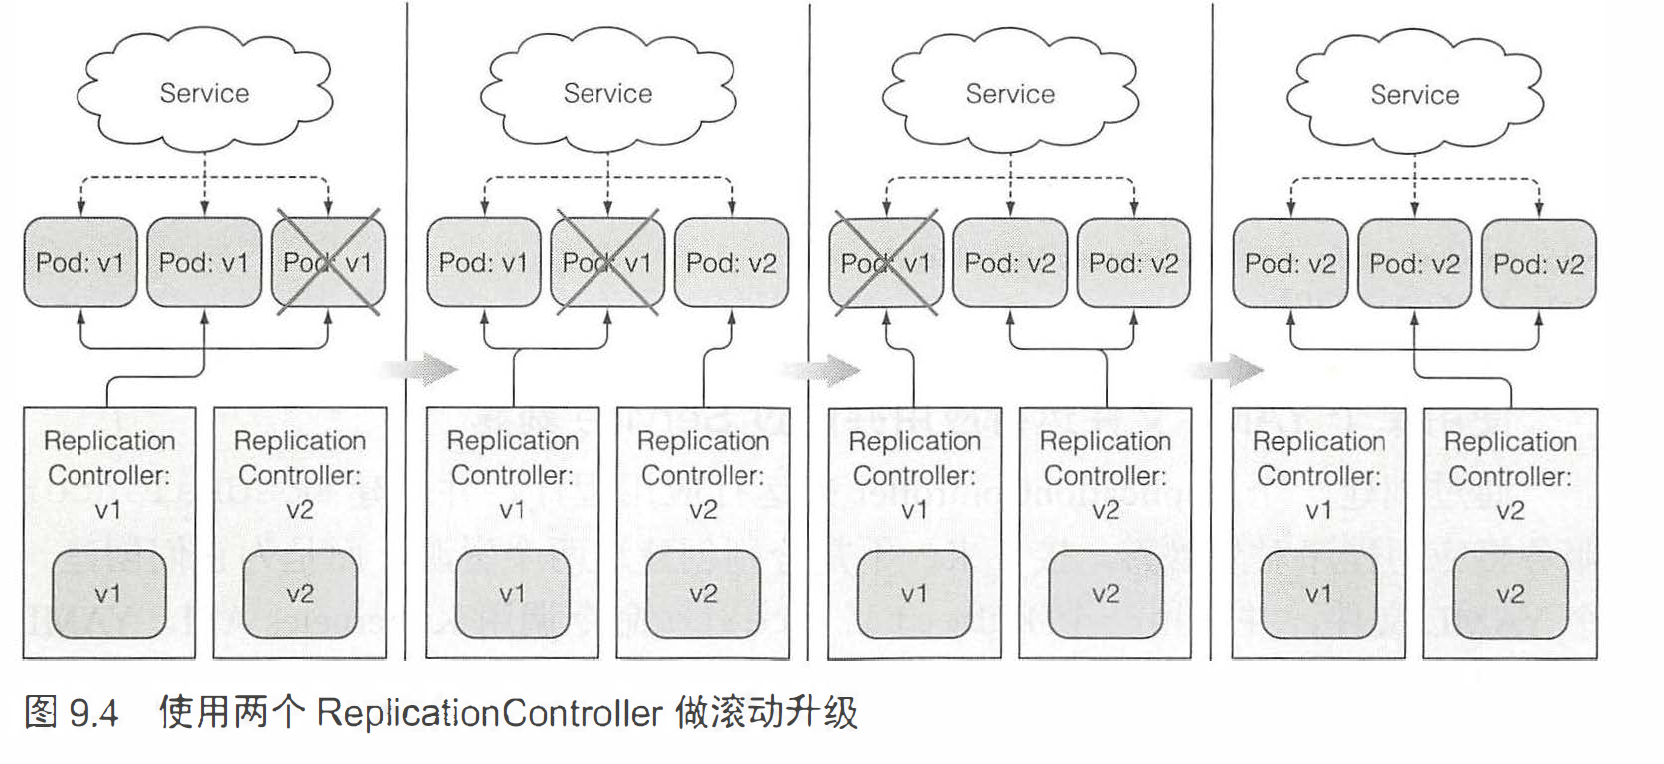 Service
Service
Service
Service
Pod: v1
Pod: v1
Pod: v1
Pod: v1
Pod: v1
Pod: v2
Pod: v1
Pod: v2
Pod: v2
Pod: v2
Pod: v2
Pod: v2
Replication
Controller:
v1
v1
Replication
Controller:
v2
v2
Replication
Controller:
v1
v1
Replication
Controller:
v2
v2
Replication
Controller:
v1
v1
Replication
Controller:
v2
v2
Replication
Controller:
v1
v1
Replication
Controller:
v2
v2
图 9.4 使用两个 ReplicationController 做滚动升级